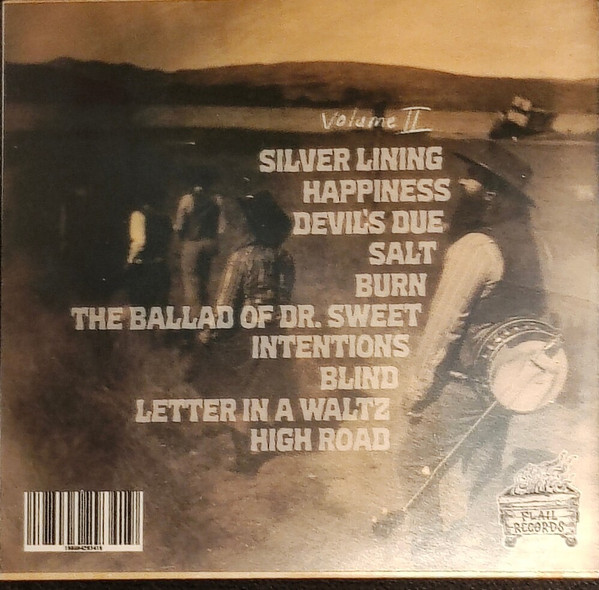 Volume II
SILVER LINING
HAPPINESS
DEVIL'S DUE
SALT
BURN
THE BALLAD OF DR. SWEET
INTENTIONS
BLIND
LETTER IN A WALTZ
HIGH ROAD
FLAIL
RECORDS